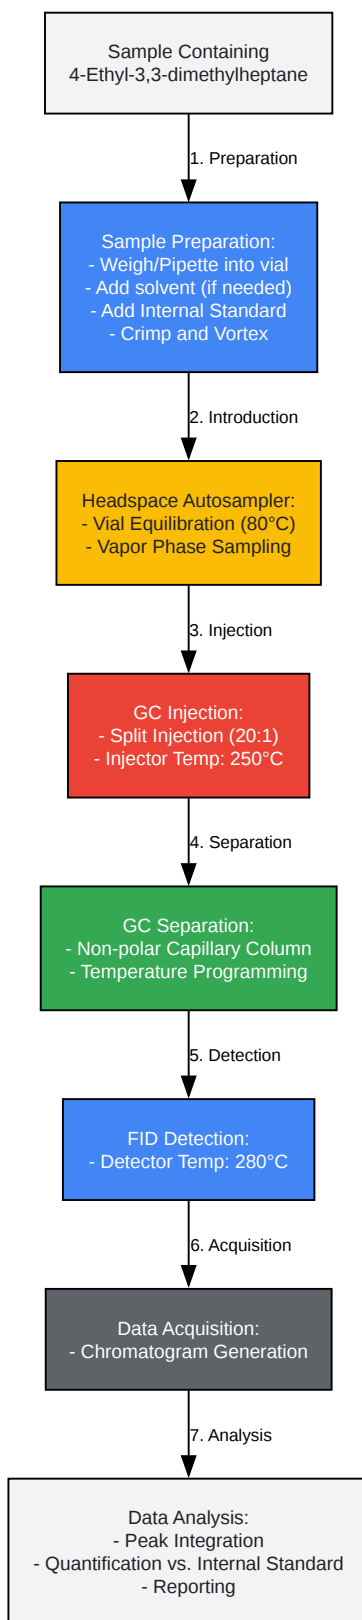 Sample Containing
4-Ethyl-3,3-dimethylheptane
1. Preparation
Sample Preparation:
- Weigh/Pipette into vial
- Add solvent (if needed)
- Add Internal Standard
- Crimp and Vortex
2. Introduction
Headspace Autosampler:
- Vial Equilibration (80°C)
- Vapor Phase Sampling
3. Injection
GC Injection:
- Split Injection (20:1)
- Injector Temp: 250°C
4. Separation
GC Separation:
- Non-polar Capillary Column
- Temperature Programming
5. Detection
FID Detection:
- Detector Temp: 280°C
6. Acquisition
Data Acquisition:
- Chromatogram Generation
7. Analysis
Data Analysis:
- Peak Integration
- Quantification vs. Internal Standard
- Reporting